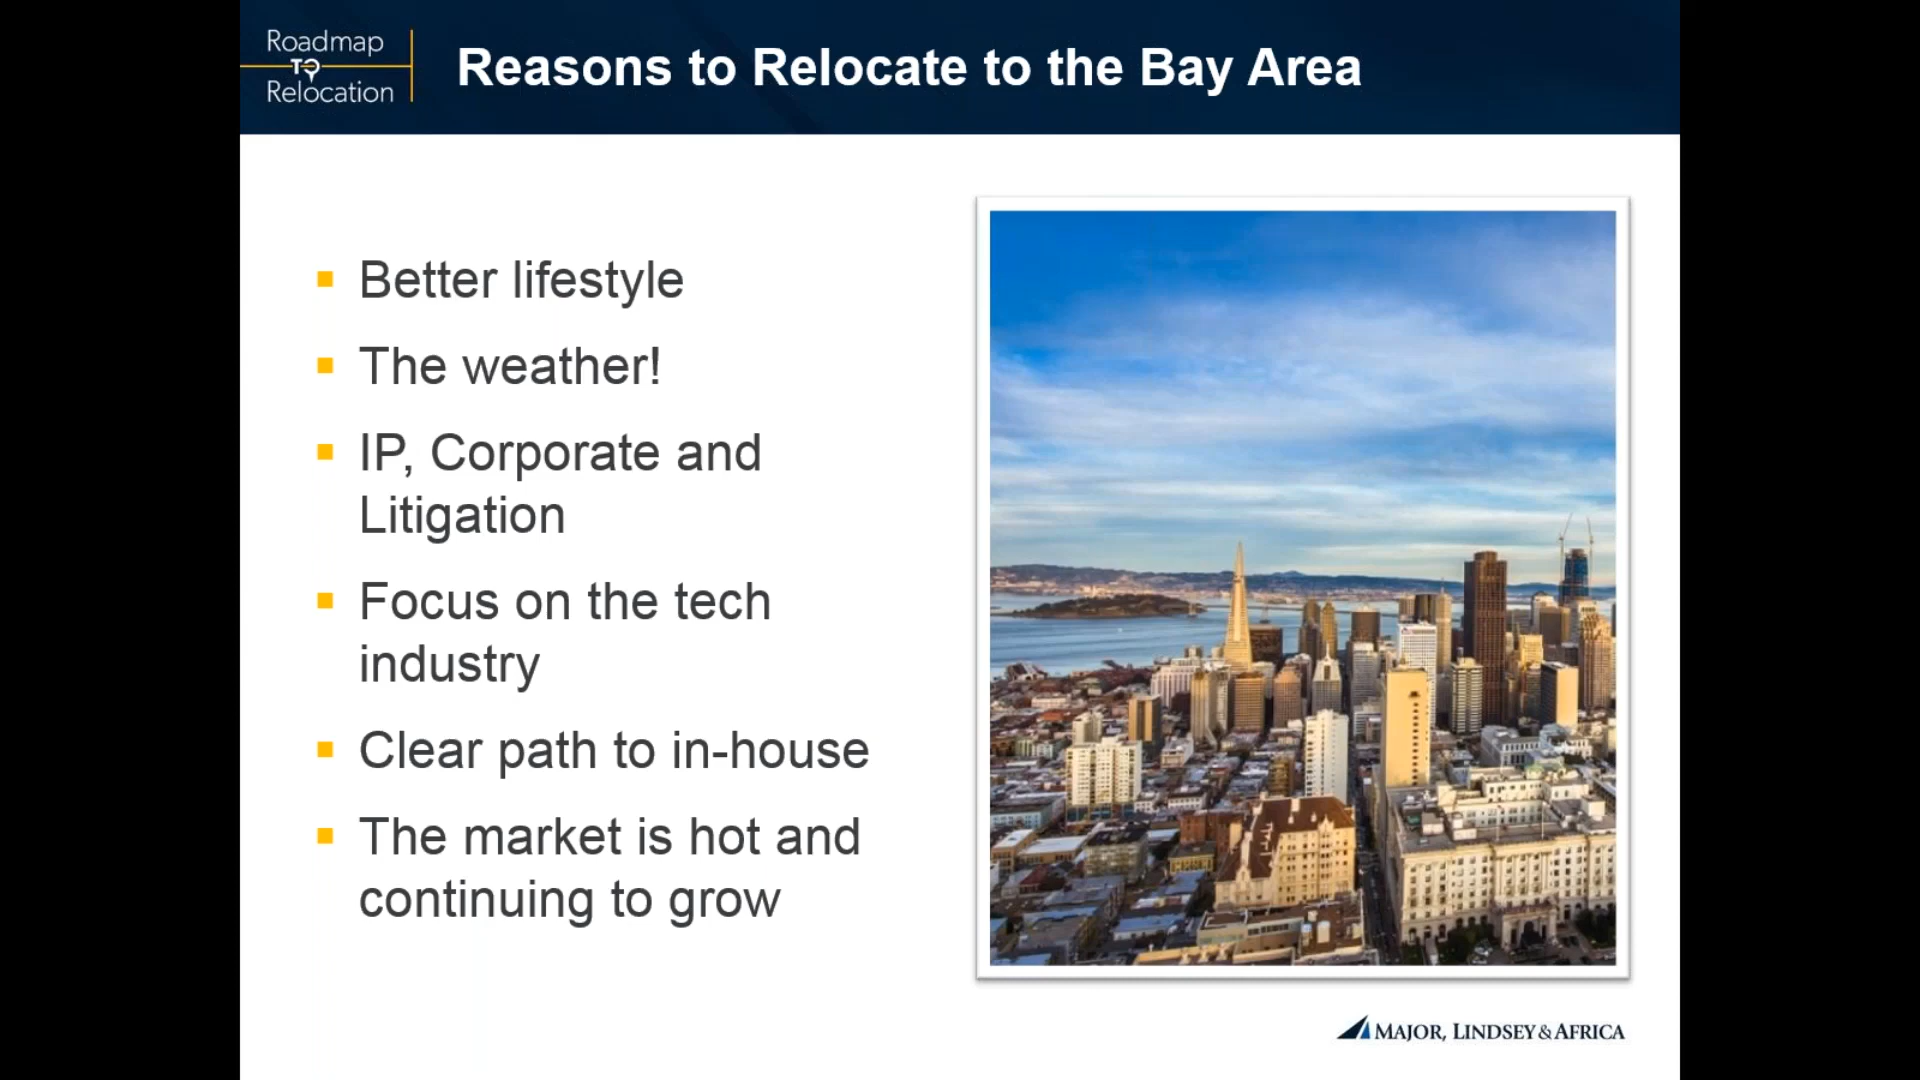 Roadmap
TO
Relocation
Reasons to Relocate to the Bay Area
Better lifestyle
The weather!
IP, Corporate and
Litigation
Focus on the tech
industry
Clear path to in-house
The market is hot and
continuing to grow
MAJOR, LINDSEY & AFRICA